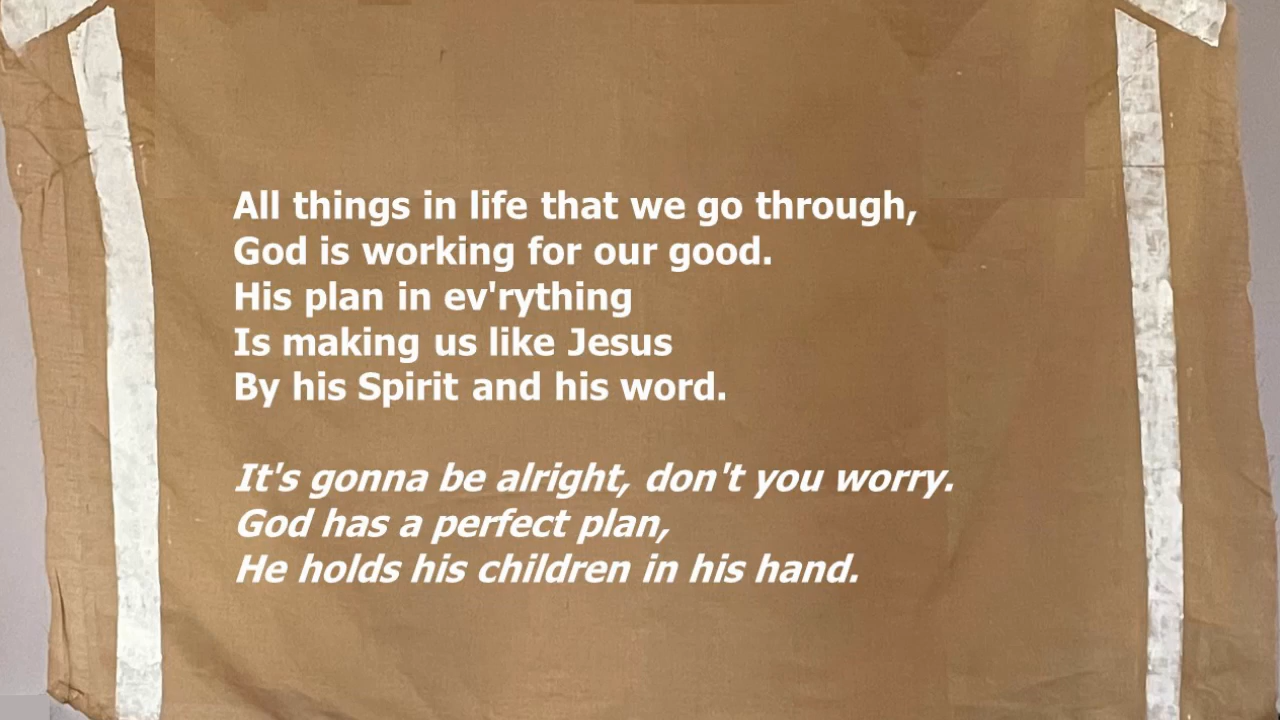 All things in life that we go through,
God is working for our good.
His plan in ev'rything
Is making us like Jesus
By his Spirit and his word.

It's gonna be alright, don't you worry.
God has a perfect plan,
He holds his children in his hand.